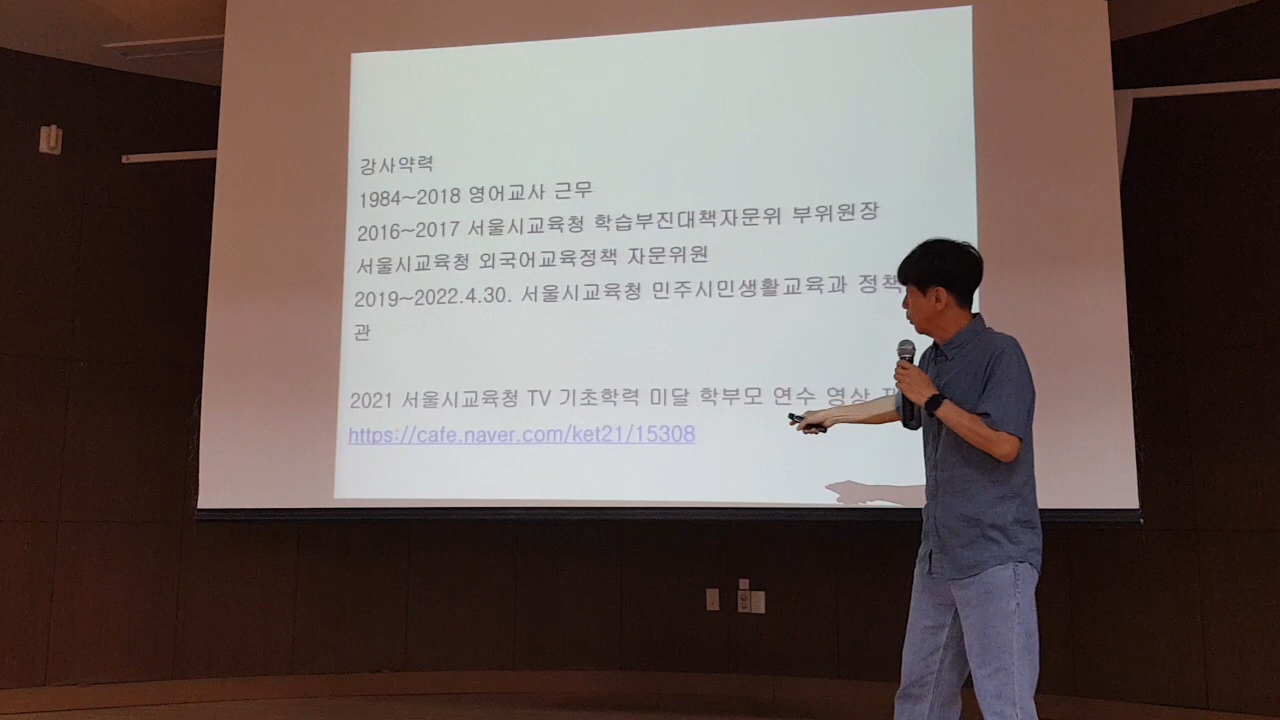 강사약력
1984~2018 영어교사 근무
2016~2017 서울시교육청 학습부진대책자문위 부위원장
서울시교육청 외국어교육정책 자문위원
2019~2022.4.30. 서울시교육청 민주시민생활교육과 정책
관
2021 서울시교육청 TV 기초학력 미달 학부모 연수 영상
https://cafe.naver.com/ket21/15308